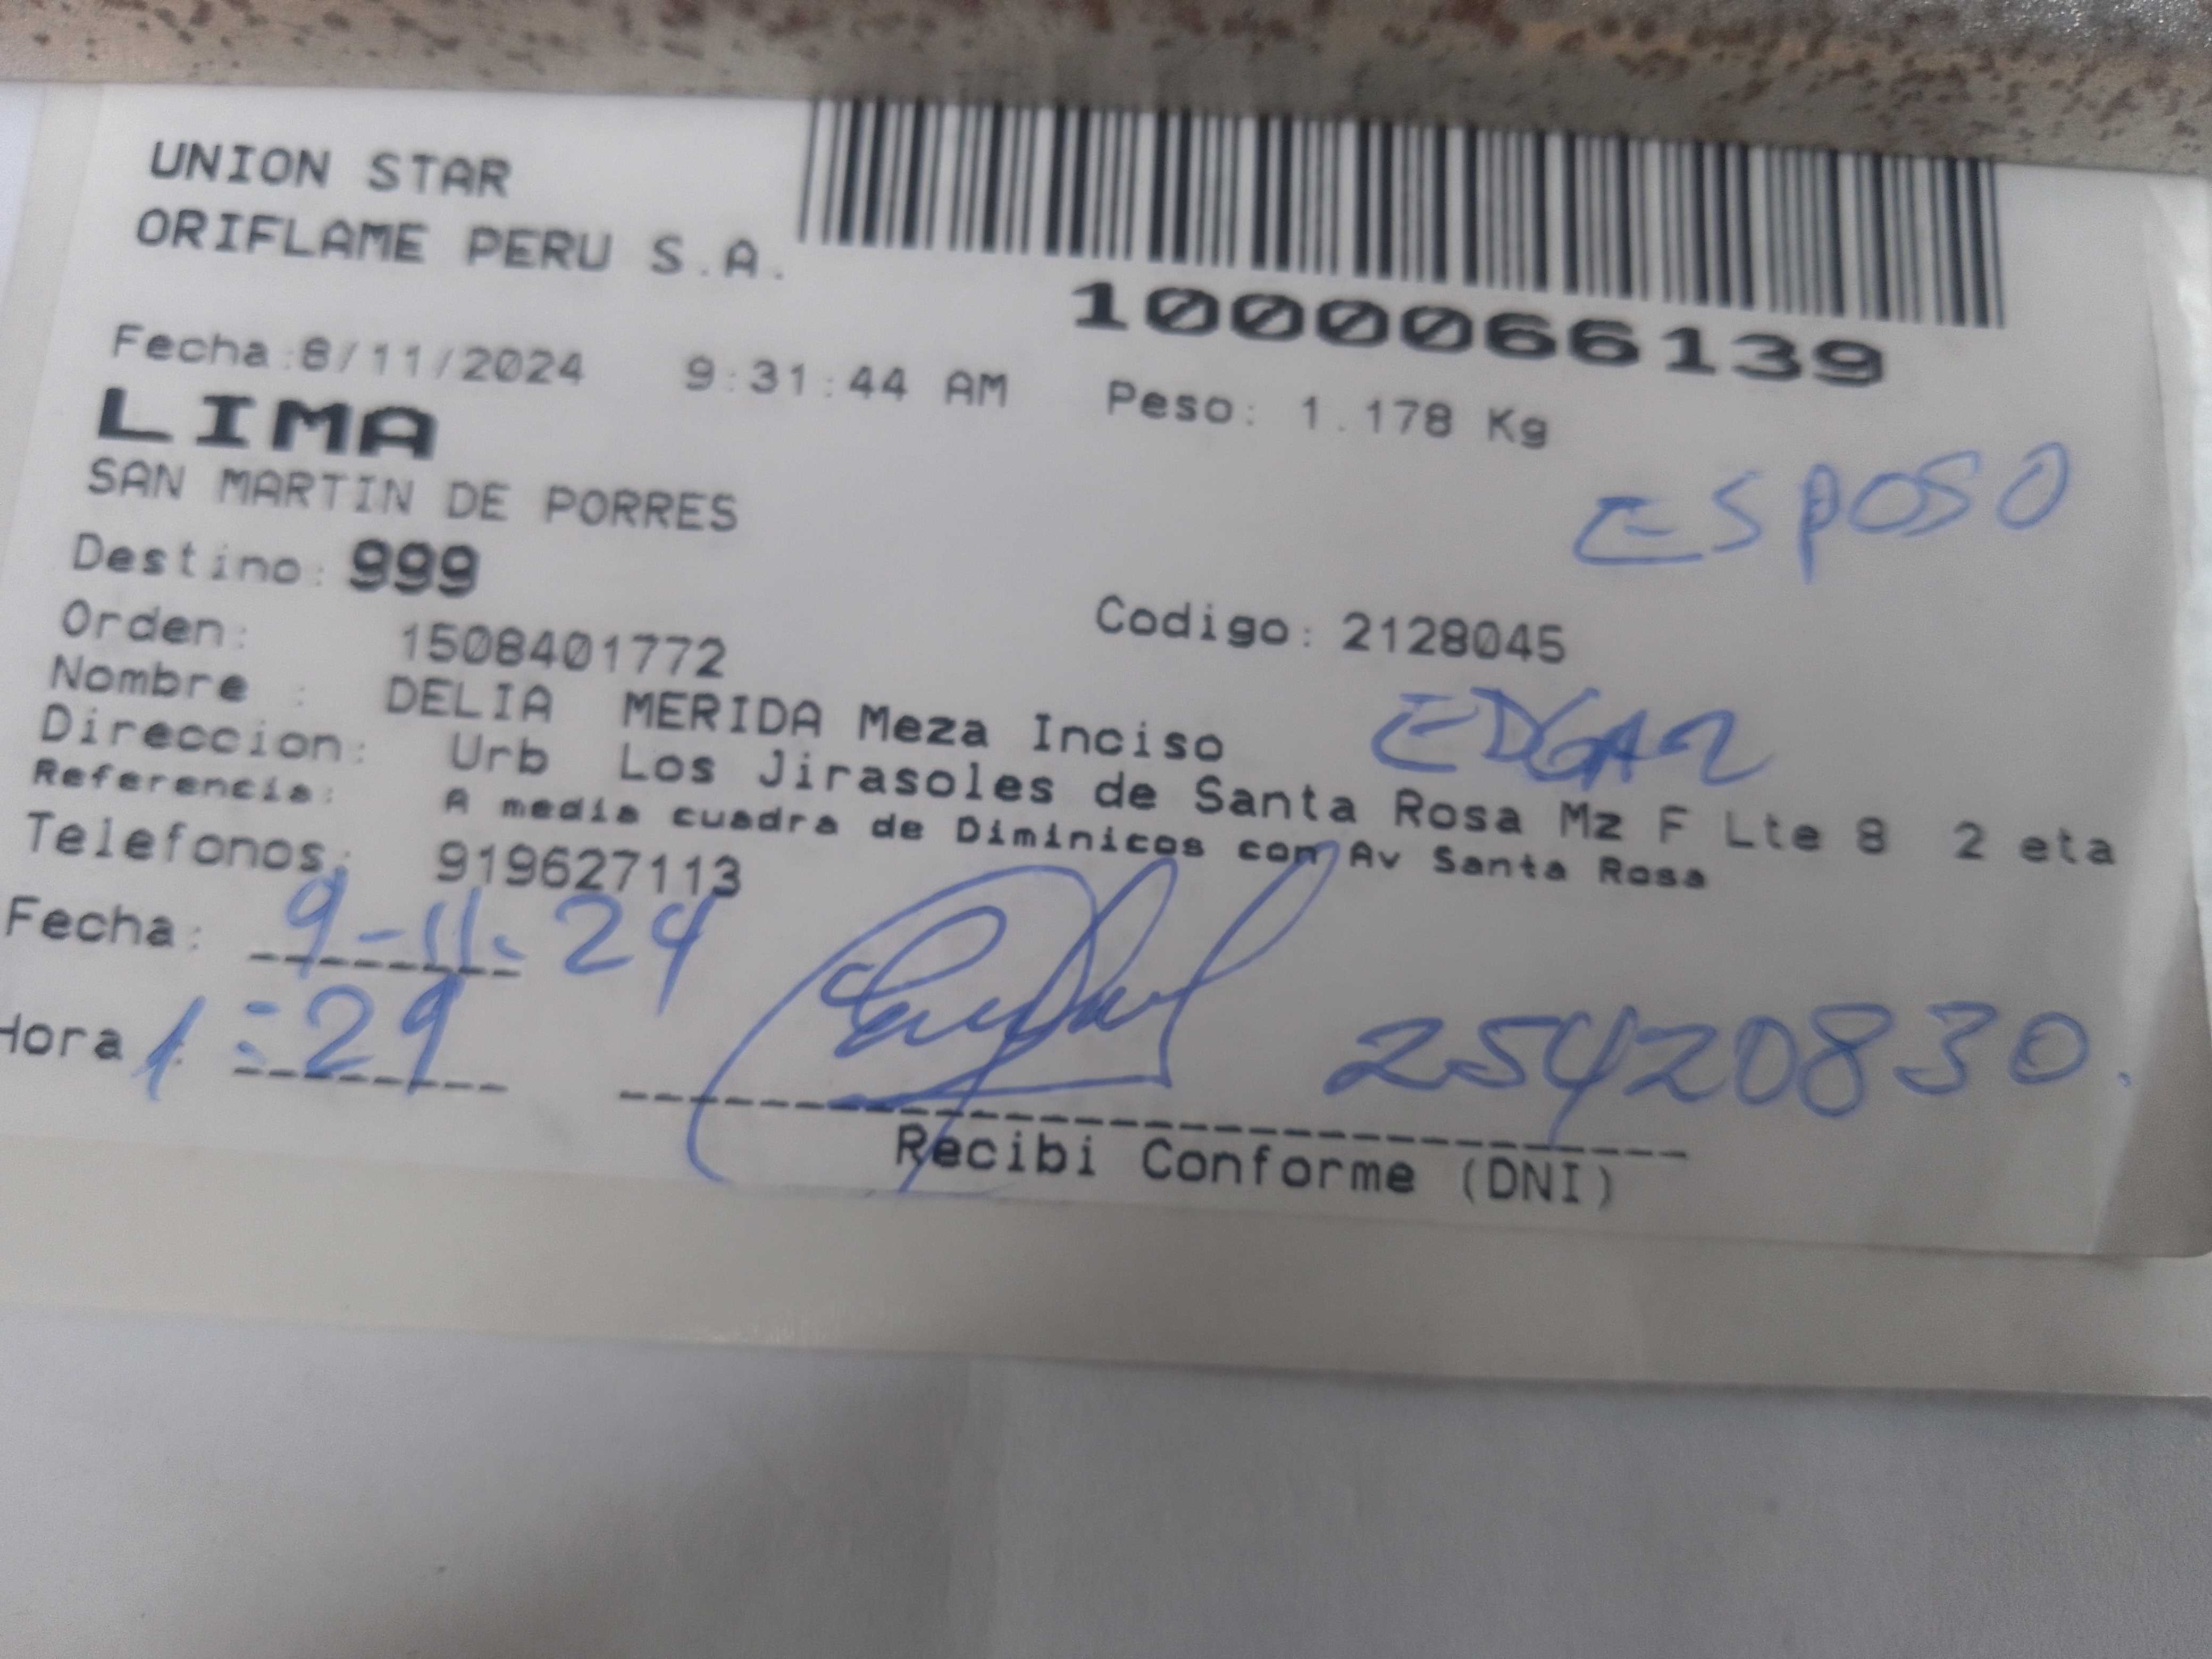 UNION STAR
ORIFLAME PERU S.A.
1000066139
Fecha:8/11/2024 9:31:44 AM Peso: 1.178 Kg
LIMA
SAN MARTIN DE PORRES
ESPOSO
Destino: 999
Orden: 1508401772 Codigo: 2128045
Nombre : DELIA MERIDA Meza Inciso EDGAR
Direccion: Urb Los Jirasoles de Santa Rosa Mz F Lte 8 2 eta
Referencia: A media cuadra de Diminicos con Av Santa Rosa
Telefonos: 919627113
Fecha: 9-11-24
Hora 1:29 25420830.
Recibi Conforme (DNI)